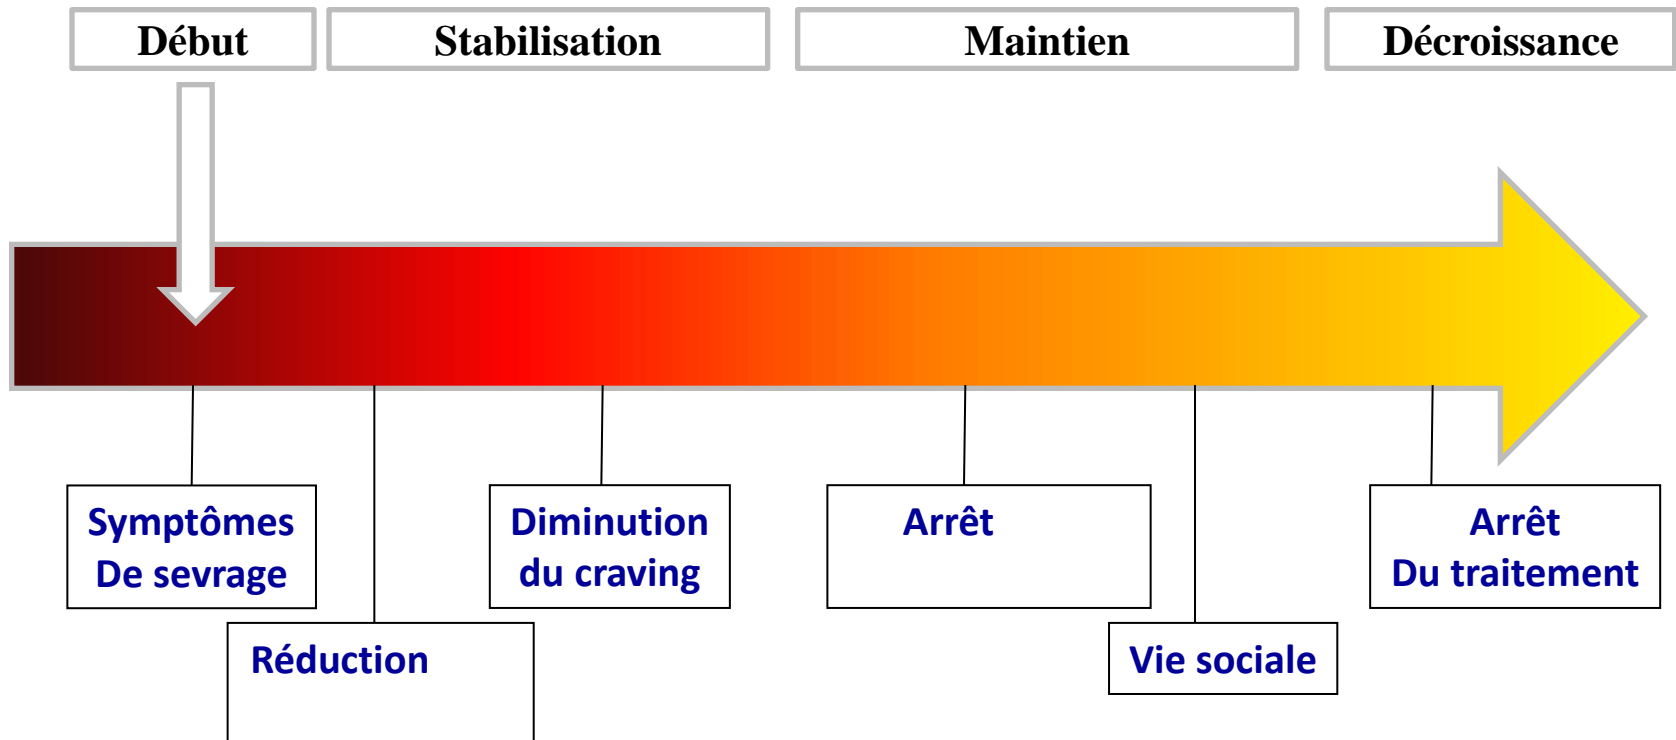 Début
Stabilisation
Maintien
Décroissance
Symptômes
De sevrage
Diminution
du craving
Arrêt
Arrêt
Du traitement
Réduction
Vie sociale